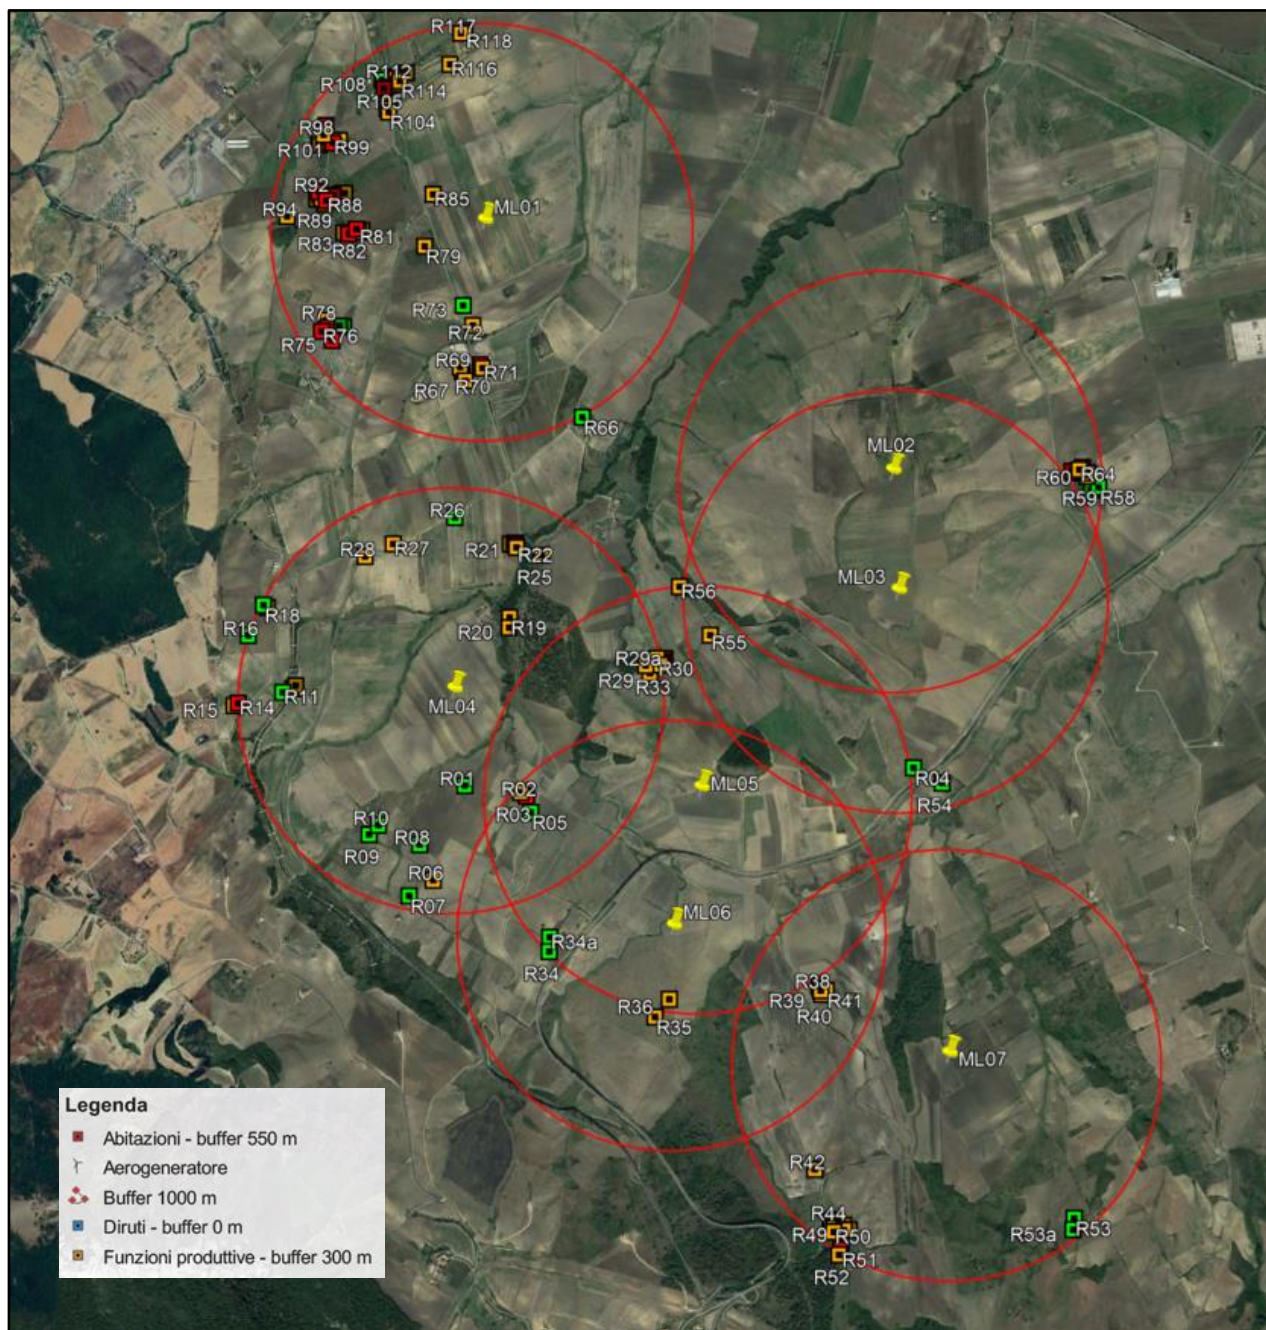 R117
R118
R116
R112
R108
R114
R105
R104
R98
R101
R99
R92
R88
R85
ML01
R94
R89
R81
R83
R82
R79
R73
R78
R72
R75
R76
R69
R71
R67
R70
R66
ML02
R60
R64
R59
R58
R26
R28
R27
R21
R22
R25
ML03
R56
R18
R16
R20
R19
R55
R29a
R30
R29
R33
ML04
R11
R15
R14
R01
R02
R03
R05
ML05
R04
R54
R10
R09
R08
R06
R07
ML06
R34a
R34
R36
R35
R38
R39
R41
R40
ML07
R42
R44
R49
R50
R51
R52
R53a
R53
Legenda
Abitazioni - buffer 550 m
Aerogeneratore
Buffer 1000 m
Diruti - buffer 0 m
Funzioni produttive - buffer 300 m